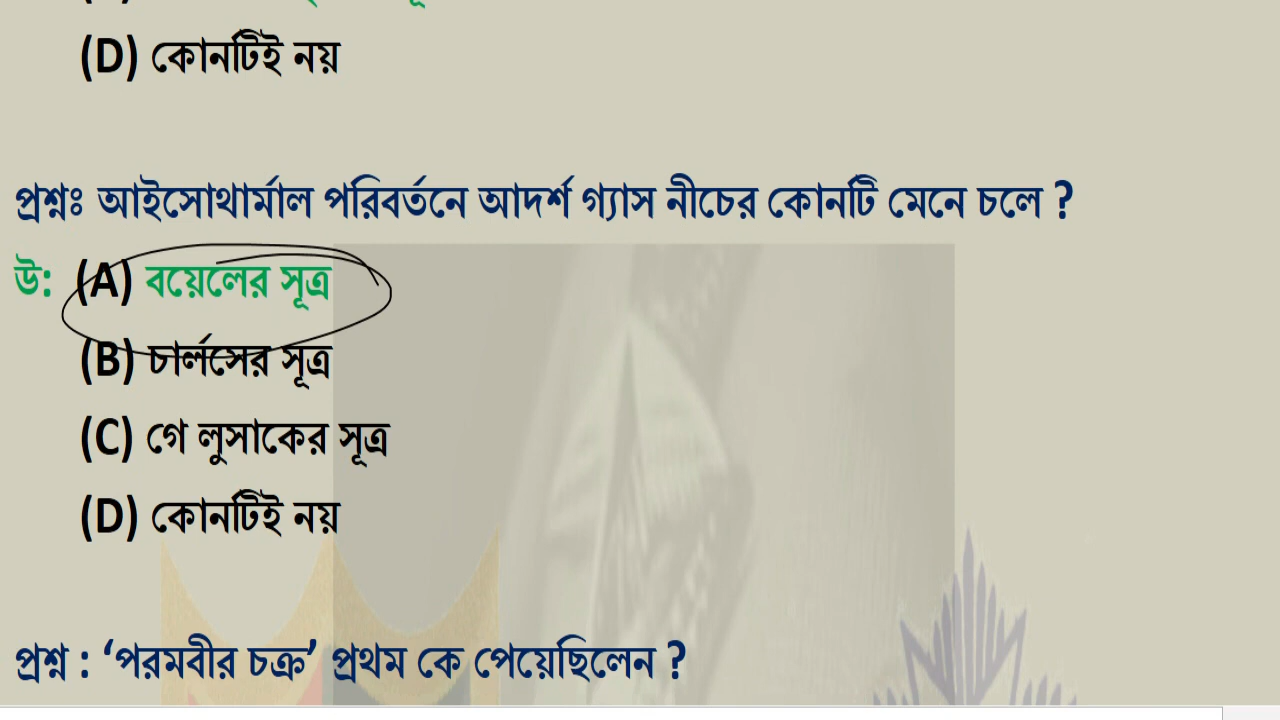 (D) কোনটিই নয়
প্রশ্নঃ আইসোথার্মাল পরিবর্তনে আদর্শ গ্যাস নীচের কোনটি মেনে চলে ?
উ: (A) বয়েলের সূত্র
(B) চার্লসের সূত্র
(C) গে লুসাকের সূত্র
(D) কোনটিই নয়
প্রশ্ন : ‘পরমবীর চক্র’ প্রথম কে পেয়েছিলেন ?